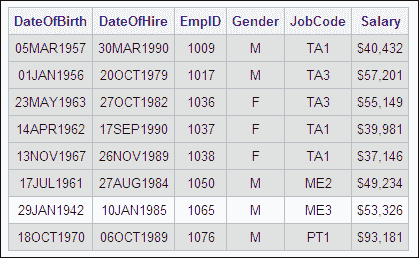 DateOfBirth DateOfHire EmpID Gender JobCode Salary
05MAR1957 30MAR1990 1009 M TA1 $40,432
01JAN1956 20OCT1979 1017 M TA3 $57,201
23MAY1963 27OCT1982 1036 F TA3 $55,149
14APR1962 17SEP1990 1037 F TA1 $39,981
13NOV1967 26NOV1989 1038 F TA1 $37,146
17JUL1961 27AUG1984 1050 M ME2 $49,234
29JAN1942 10JAN1985 1065 M ME3 $53,326
18OCT1970 06OCT1989 1076 M PT1 $93,181